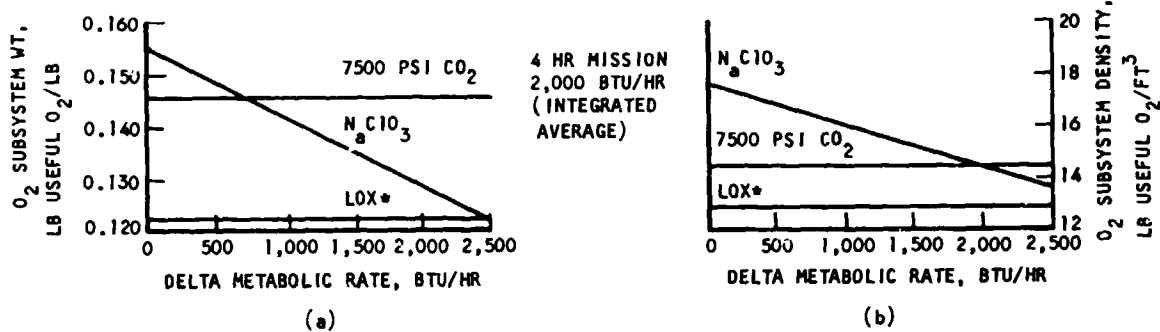 O2 SUBSYSTEM WT,
LB USEFUL O2/LB
0.160
0.150
0.140
0.130
0.120
7500 PSI CO2
NaClO3
LOX*
0
500
1,000
1,500
2,000
2,500
DELTA METABOLIC RATE, BTU/HR
(a)
4 HR MISSION
2,000 BTU/HR
(INTEGRATED
AVERAGE)
NaClO3
7500 PSI CO2
LOX*
20
18
16
14
12
O2 SUBSYSTEM DENSITY,
LB USEFUL O2/FT3
0
500
1,000
1,500
2,000
2,500
DELTA METABOLIC RATE, BTU/HR
(b)